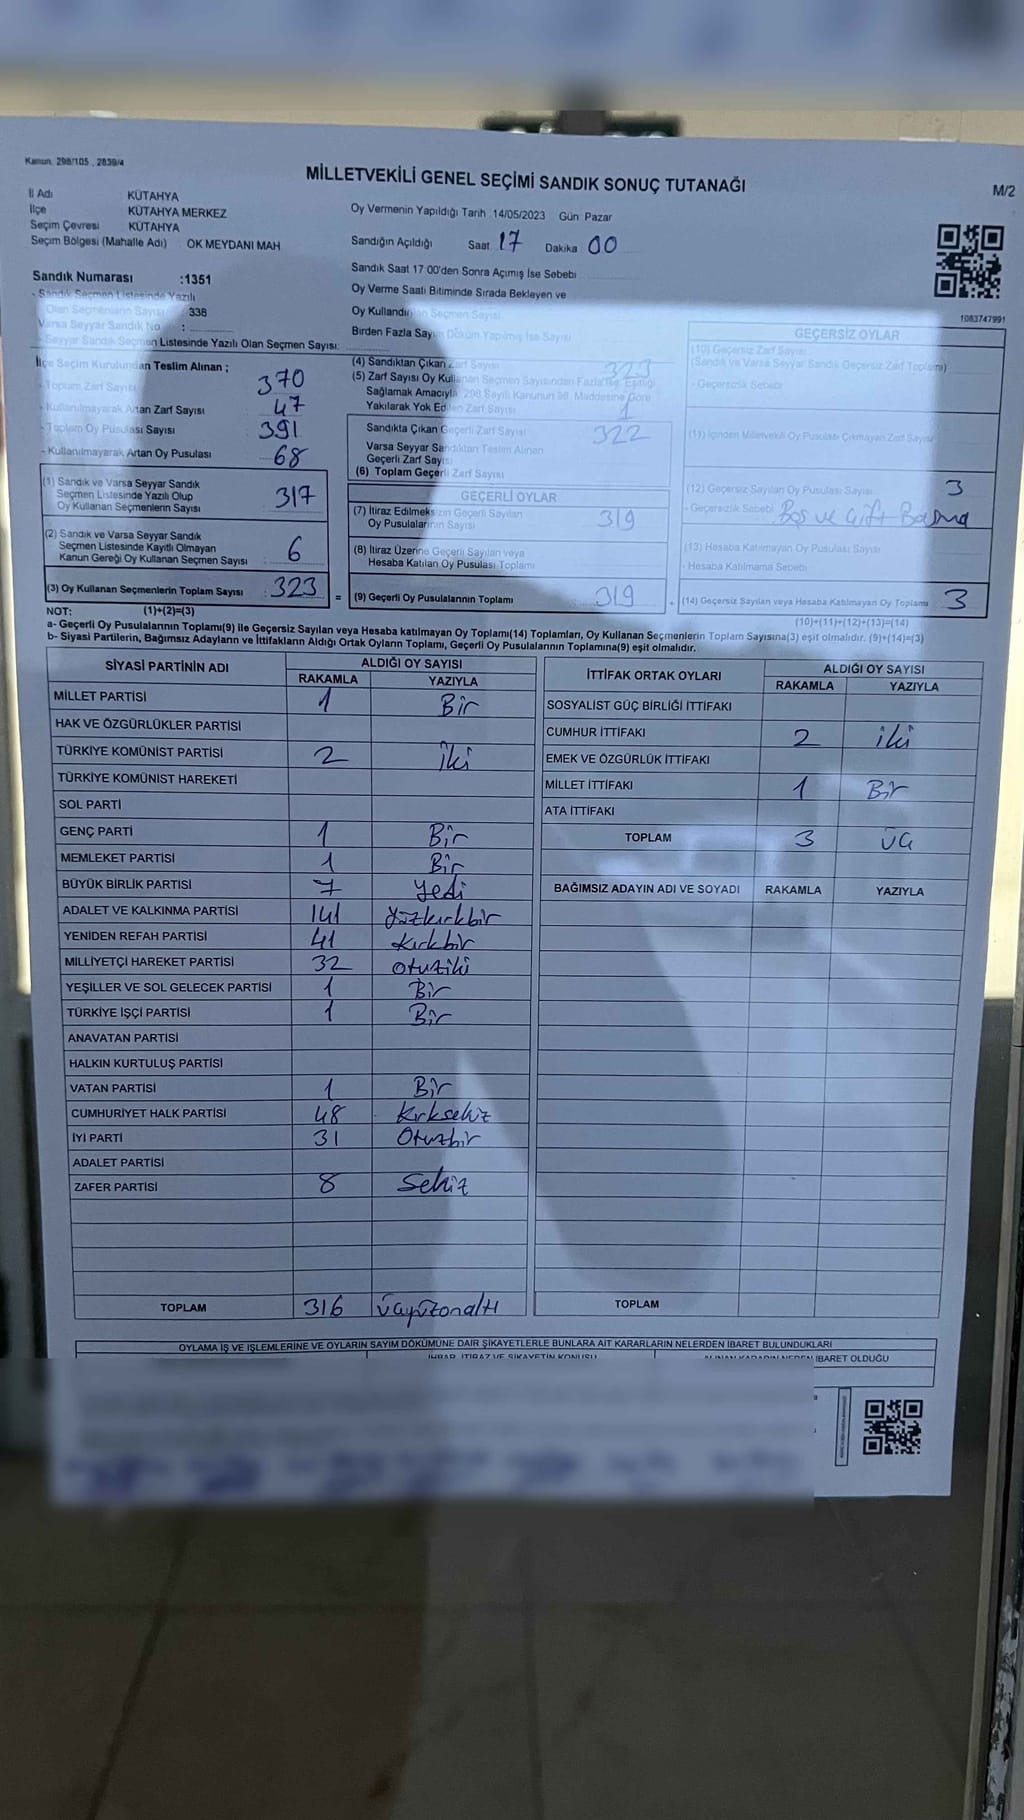 Kanun. 298/105 , 2839/4
MİLLETVEKİLİ GENEL SEÇİMİ SANDIK SONUÇ TUTANAĞI
M/2
İl Adı : KÜTAHYA
İlçe KÜTAHYA MERKEZ
Seçim Çevresi KÜTAHYA
Seçim Bölgesi (Mahalle Adı) OK MEYDANI MAH
Oy Vermenin Yapıldığı Tarih :14/05/2023 Gün: Pazar
Sandığın Açıldığı Saat 17 Dakika 00
Sandık Saat 17:00'den Sonra Açımış İse Sebebi
Oy Verme Saati Bitiminde Sırada Bekleyen ve
Oy Kullandırılan Seçmen Sayısı
Birden Fazla Sayım Döküm Yapılmış İse Sayısı
1083747991
Sandık Numarası :1351
- Sandık Seçmen Listesinde Yazılı
Olan Seçmenlerin Sayısı : 338
Varsa Seyyar Sandık No :
- Seyyar Sandık Seçmen Listesinde Yazılı Olan Seçmen Sayısı:
İlçe Seçim Kurulundan Teslim Alınan ;
- Toplam Zarf Sayısı 370
- Kullanılmayarak Artan Zarf Sayısı 47
- Toplam Oy Pusulası Sayısı 391
- Kullanılmayarak Artan Oy Pusulası 68
(1) Sandık ve Varsa Seyyar Sandık
Seçmen Listesinde Yazılı Olup
Oy Kullanan Seçmenlerin Sayısı 317
(2) Sandık ve Varsa Seyyar Sandık
Seçmen Listesinde Kayıtlı Olmayan
Kanun Gereği Oy Kullanan Seçmen Sayısı 6
(3) Oy Kullanan Seçmenlerin Toplam Sayısı 323 =
(4) Sandıktan Çıkan Zarf Sayısı 323
(5) Zarf Sayısı Oy Kullanan Seçmen Sayısından Fazla İse, Eşitliği
Sağlamak Amacıyla 298 Sayılı Kanunun 98. Maddesine Göre
Yakılarak Yok Edilen Zarf Sayısı 1
Sandıkta Çıkan Geçerli Zarf Sayısı 322
Varsa Seyyar Sandıktan Teslim Alınan
Geçerli Zarf Sayısı
(6) Toplam Geçerli Zarf Sayısı
GEÇERLİ OYLAR
(7) İtiraz Edilmeksizin Geçerli Sayılan
Oy Pusulalarının Sayısı 319
(8) İtiraz Üzerine Geçerli Sayılan veya
Hesaba Katılan Oy Pusulası Toplamı
(9) Geçerli Oy Pusulalarının Toplamı 319 +
GEÇERSİZ OYLAR
(10) Geçersiz Zarf Sayısı
(Sandık ve Varsa Seyyar Sandık Geçersiz Zarf Toplamı)
- Geçersizlik Sebebi
(11) İçinden Milletvekili Oy Pusulası Çıkmayan Zarf Sayısı
(12) Geçersiz Sayılan Oy Pusulası Sayısı 3
- Geçersizlik Sebebi Boş ve Çift Basma
(13) Hesaba Katılmayan Oy Pusulası Sayısı
- Hesaba Katılmama Sebebi
(14) Geçersiz Sayılan veya Hesaba Katılmayan Oy Toplamı 3
NOT: (1)+(2)=(3)
(10)+(11)+(12)+(13)=(14)
a- Geçerli Oy Pusulalarının Toplamı(9) ile Geçersiz Sayılan veya Hesaba katılmayan Oy Toplamı(14) Toplamları, Oy Kullanan Seçmenlerin Toplam Sayısına(3) eşit olmalıdır. (9)+(14)=(3)
b- Siyasi Partilerin, Bağımsız Adayların ve İttifakların Aldığı Ortak Oyların Toplamı, Geçerli Oy Pusulalarının Toplamına(9) eşit olmalıdır.
SİYASİ PARTİNİN ADI ALDIĞI OY SAYISI
RAKAMLA YAZIYLA
MİLLET PARTİSİ 1 Bir
HAK VE ÖZGÜRLÜKLER PARTİSİ
TÜRKİYE KOMÜNİST PARTİSİ 2 iki
TÜRKİYE KOMÜNİST HAREKETİ
SOL PARTİ
GENÇ PARTİ 1 Bir
MEMLEKET PARTİSİ 1 Bir
BÜYÜK BİRLİK PARTİSİ 7 yedi
ADALET VE KALKINMA PARTİSİ 141 yüzkırkbir
YENİDEN REFAH PARTİSİ 41 kırkbir
MİLLİYETÇİ HAREKET PARTİSİ 32 otuziki
YEŞİLLER VE SOL GELECEK PARTİSİ 1 Bir
TÜRKİYE İŞÇİ PARTİSİ 1 Bir
ANAVATAN PARTİSİ
HALKIN KURTULUŞ PARTİSİ
VATAN PARTİSİ 1 Bir
CUMHURİYET HALK PARTİSİ 48 kırksekiz
İYİ PARTİ 31 Otuzbir
ADALET PARTİSİ
ZAFER PARTİSİ 8 Sekiz
TOPLAM 316 üçyüzonaltı
İTTİFAK ORTAK OYLARI ALDIĞI OY SAYISI
RAKAMLA YAZIYLA
SOSYALİST GÜÇ BİRLİĞİ İTTİFAKI
CUMHUR İTTİFAKI 2 iki
EMEK VE ÖZGÜRLÜK İTTİFAKI
MİLLET İTTİFAKI 1 Bir
ATA İTTİFAKI
TOPLAM 3 üç
BAĞIMSIZ ADAYIN ADI VE SOYADI RAKAMLA YAZIYLA
TOPLAM
OYLAMA İŞ VE İŞLEMLERİNE VE OYLARIN SAYIM DÖKÜMÜNE DAİR ŞİKAYETLERLE BUNLARA AİT KARARLARIN NELERDEN İBARET BULUNDUKLARI
İHBAR, İTİRAZ VE ŞİKAYETİN KONUSU ALINAN KARARIN NEDEN İBARET OLDUĞU